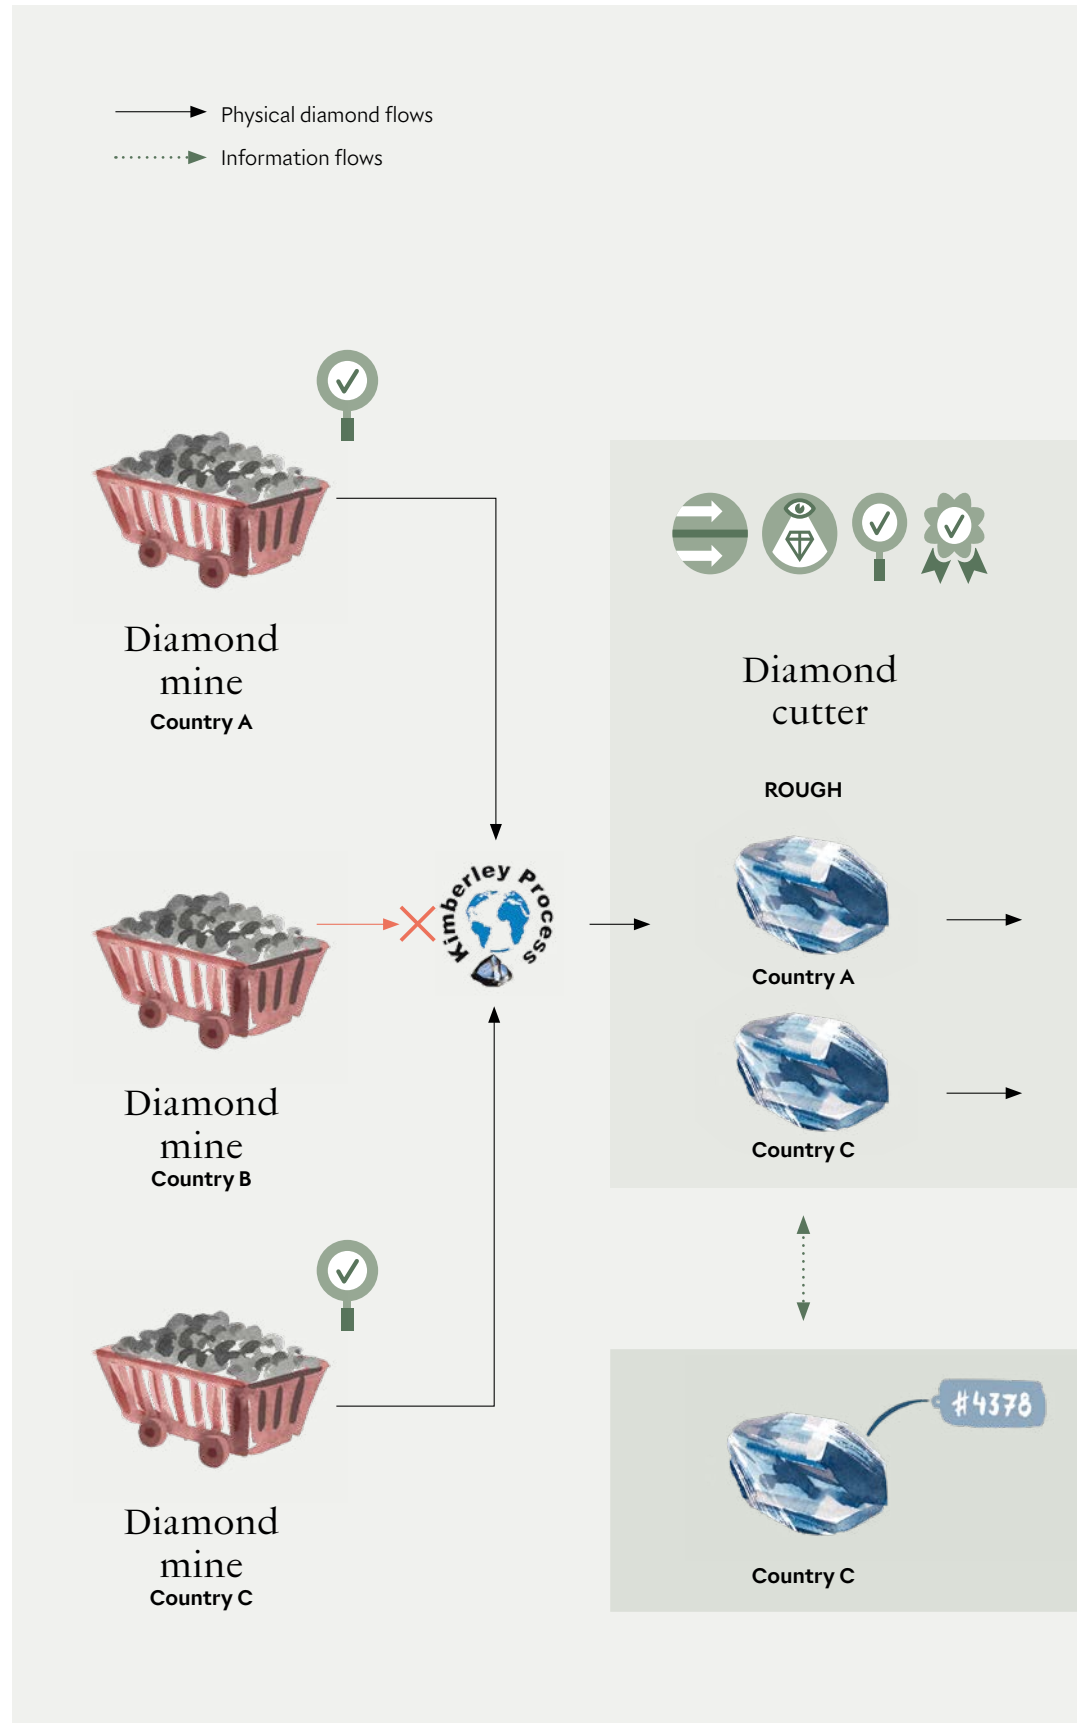 Physical diamond flows
Information flows
Diamond
mine
Country A
Diamond
cutter
ROUGH
Kimberley Process
Country A
Country C
Diamond
mine
Country B
#4378
Country C
Diamond
mine
Country C